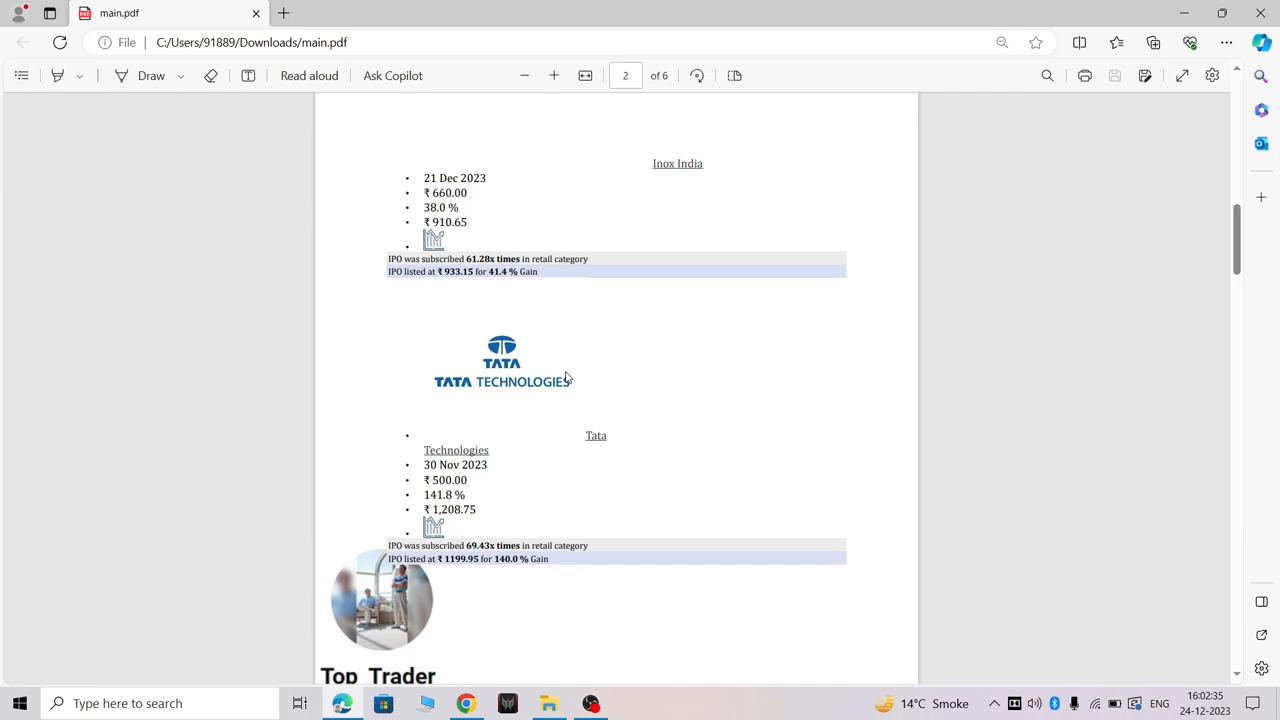 main.pdf
File C:/Users/91889/Downloads/main.pdf
Draw Read aloud Ask Copilot 2 of 6
Inox India
• 21 Dec 2023
• ₹ 660.00
• 38.0 %
• ₹ 910.65
•
IPO was subscribed 61.28x times in retail category
IPO listed at ₹ 933.15 for 41.4 % Gain
TATA
TATA TECHNOLOGIES
• Tata
Technologies
• 30 Nov 2023
• ₹ 500.00
• 141.8 %
• ₹ 1,208.75
•
IPO was subscribed 69.43x times in retail category
IPO listed at ₹ 1199.95 for 140.0 % Gain
Top Trader
Type here to search
14°C Smoke
ENG
16:02:35
24-12-2023